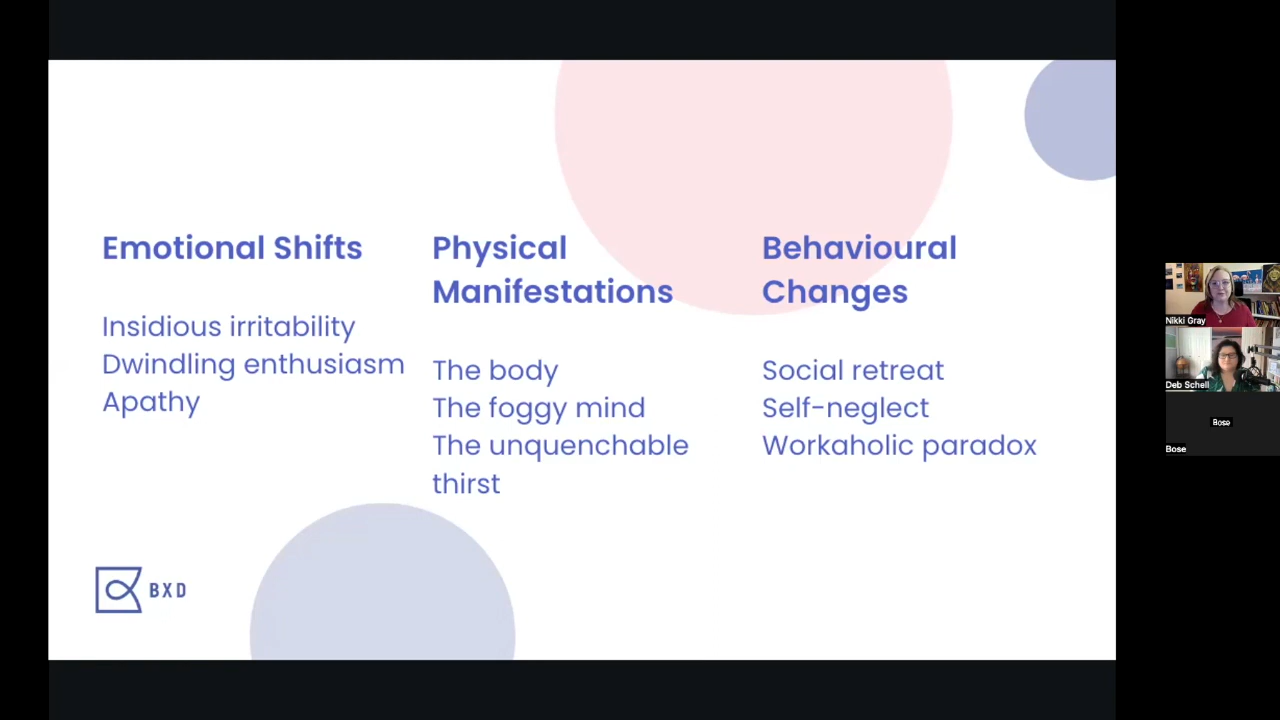 Emotional Shifts
Insidious irritability
Dwindling enthusiasm
Apathy
Physical
Manifestations
The body
The foggy mind
The unquenchable
thirst
Behavioural
Changes
Social retreat
Self-neglect
Workaholic paradox
BXD
Nikki Gray
Deb Schell
Bose
Bose